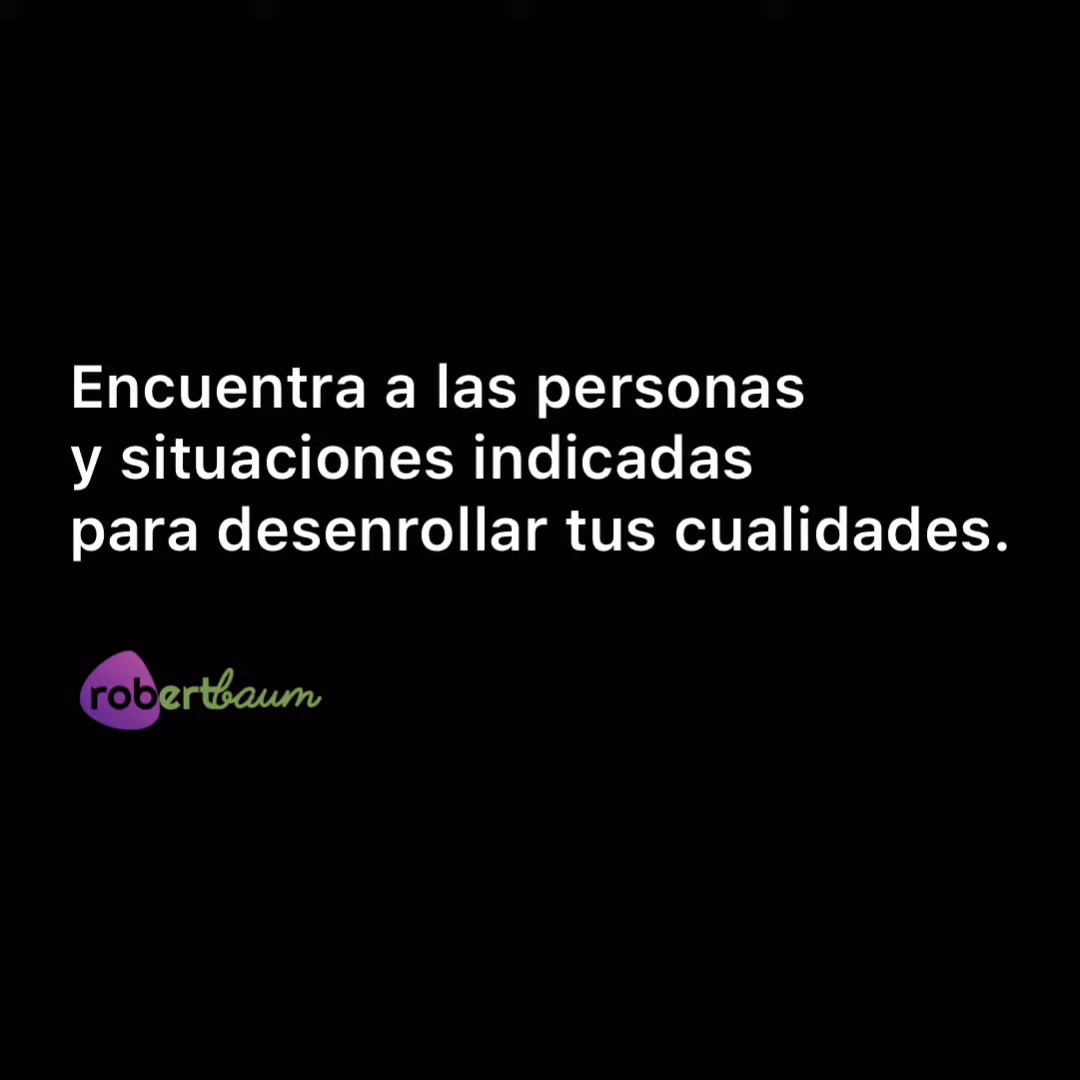 Encuentra a las personas
y situaciones indicadas
para desenrollar tus cualidades.
robertbaum